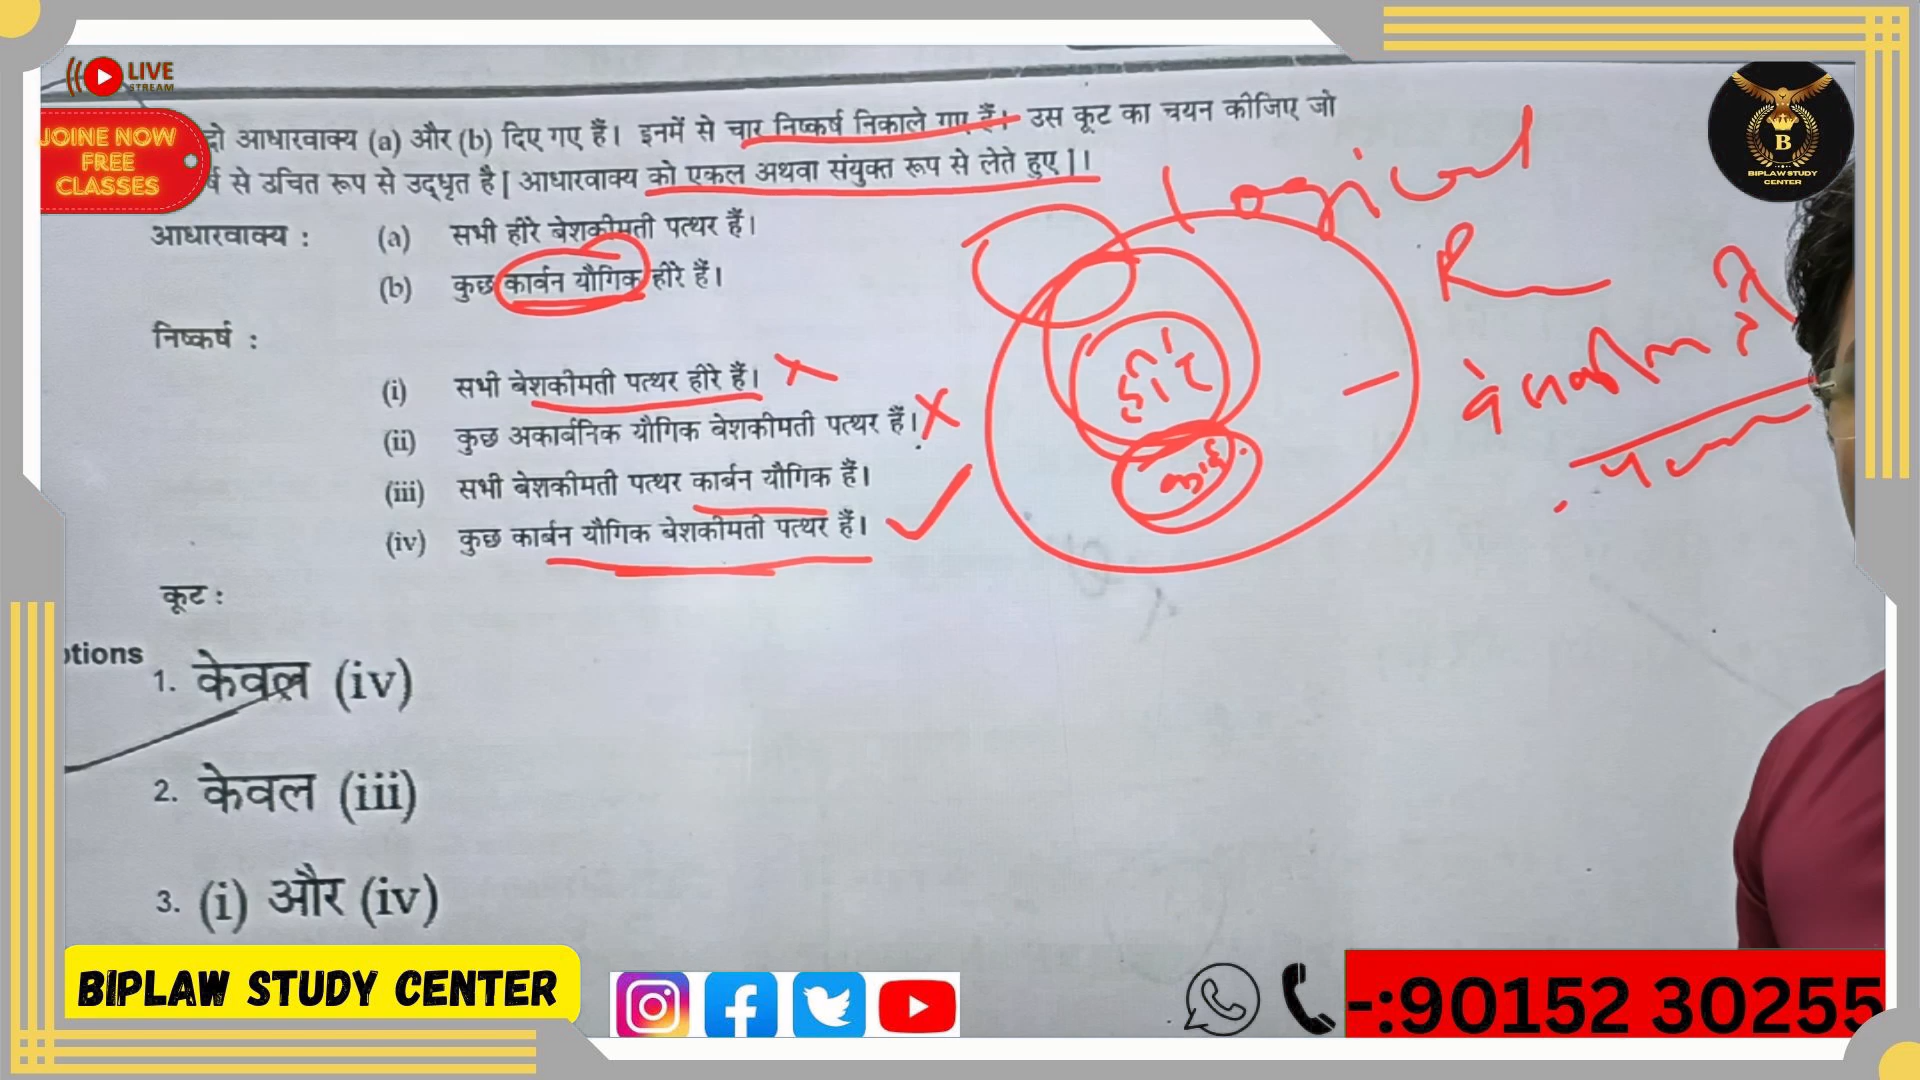 LIVE
STREAM
JOINE NOW
FREE
CLASSES
दो आधारवाक्य (a) और (b) दिए गए हैं। इनमें से चार निष्कर्ष निकाले गए हैं। उस कूट का चयन कीजिए जो
र्ष से उचित रूप से उद्धृत है | आधारवाक्य को एकल अथवा संयुक्त रूप से लेते हुए ]।
आधारवाक्य : (a) सभी हीरे बेशकीमती पत्थर हैं।
(b) कुछ कार्बन यौगिक हीरे हैं।
निष्कर्ष :
(i) सभी बेशकीमती पत्थर हीरे हैं।
(ii) कुछ अकार्बनिक यौगिक बेशकीमती पत्थर हैं।
(iii) सभी बेशकीमती पत्थर कार्बन यौगिक हैं।
(iv) कुछ कार्बन यौगिक बेशकीमती पत्थर हैं।
कूट :
otions
1. केवल (iv)
2. केवल (iii)
3. (i) और (iv)
Logical
R
हीरे
B
BIPLAW STUDY
CENTER
BIPLAW STUDY CENTER
-:90152 30255